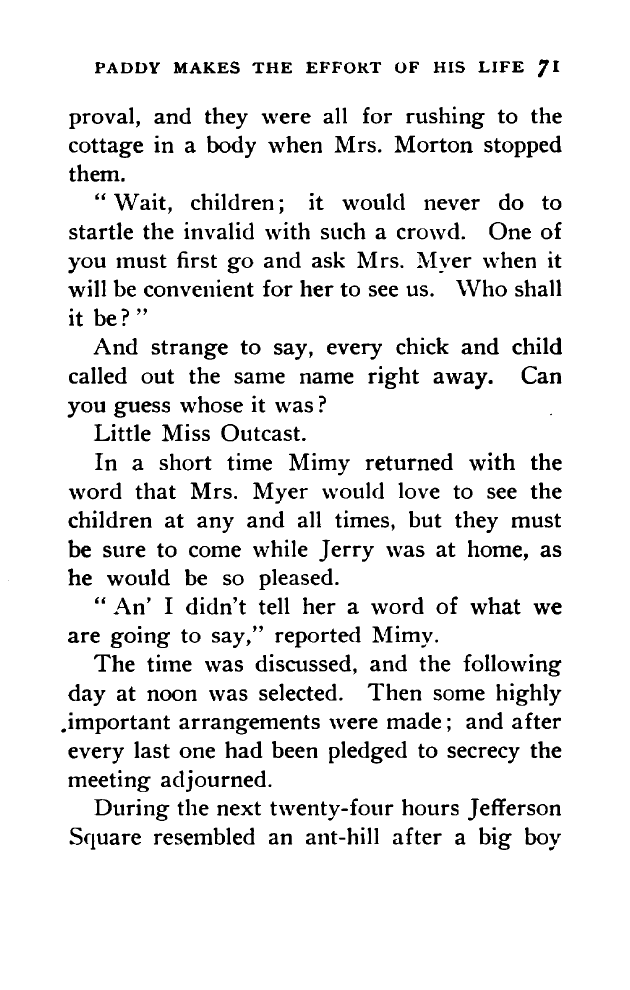 PADDY MAKES THE EFFORT OF HIS LIFE 71
proval, and they were all for rushing to the
cottage in a body when Mrs. Morton stopped
them.
“ Wait, children; it would never do to
startle the invalid with such a crowd. One of
you must first go and ask Mrs. Myer when it
will be convenient for her to see us. Who shall
it be? ”
And strange to say, every chick and child
called out the same name right away. Can
you guess whose it was?
Little Miss Outcast.
In a short time Mimy returned with the
word that Mrs. Myer would love to see the
children at any and all times, but they must
be sure to come while Jerry was at home, as
he would be so pleased.
“ An’ I didn’t tell her a word of what we
are going to say,” reported Mimy.
The time was discussed, and the following
day at noon was selected. Then some highly
important arrangements were made; and after
every last one had been pledged to secrecy the
meeting adjourned.
During the next twenty-four hours Jefferson
Square resembled an ant-hill after a big boy